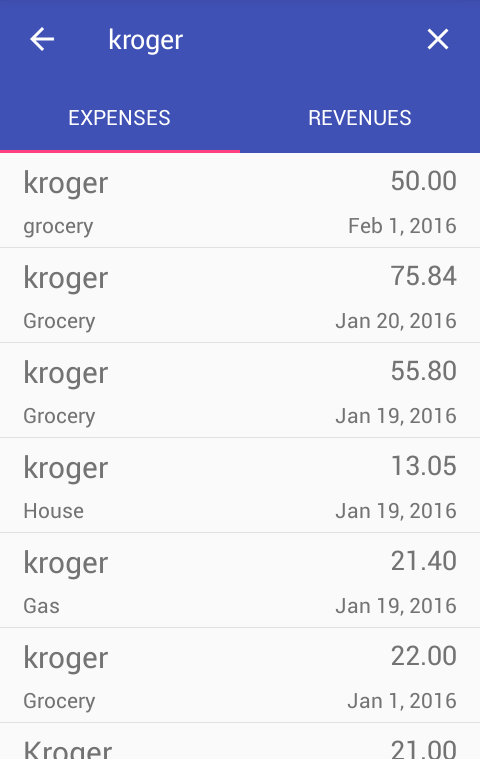 kroger
EXPENSES REVENUES
kroger 50.00
grocery Feb 1, 2016
kroger 75.84
Grocery Jan 20, 2016
kroger 55.80
Grocery Jan 19, 2016
kroger 13.05
House Jan 19, 2016
kroger 21.40
Gas Jan 19, 2016
kroger 22.00
Grocery Jan 1, 2016
Kroger 21.00